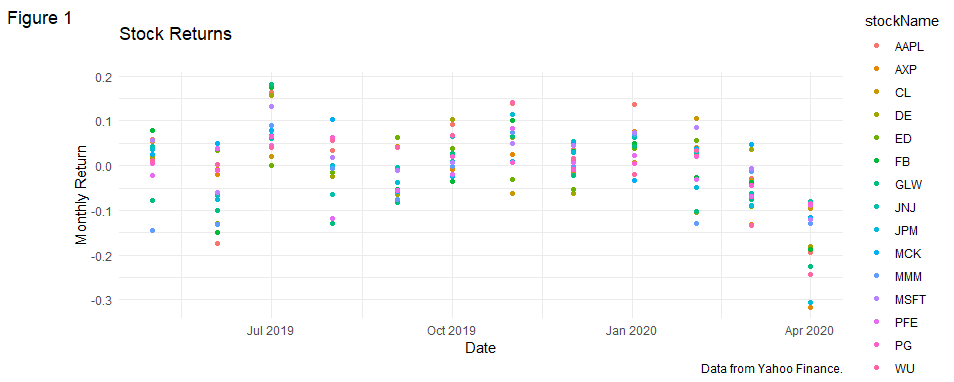 Figure 1
Stock Returns
Monthly Return
0.2
0.1
0.0
-0.1
-0.2
-0.3
Jul 2019
Oct 2019
Jan 2020
Apr 2020
Date
Data from Yahoo Finance.
stockName
AAPL
AXP
CL
DE
ED
FB
GLW
JNJ
JPM
MCK
MMM
MSFT
PFE
PG
WU